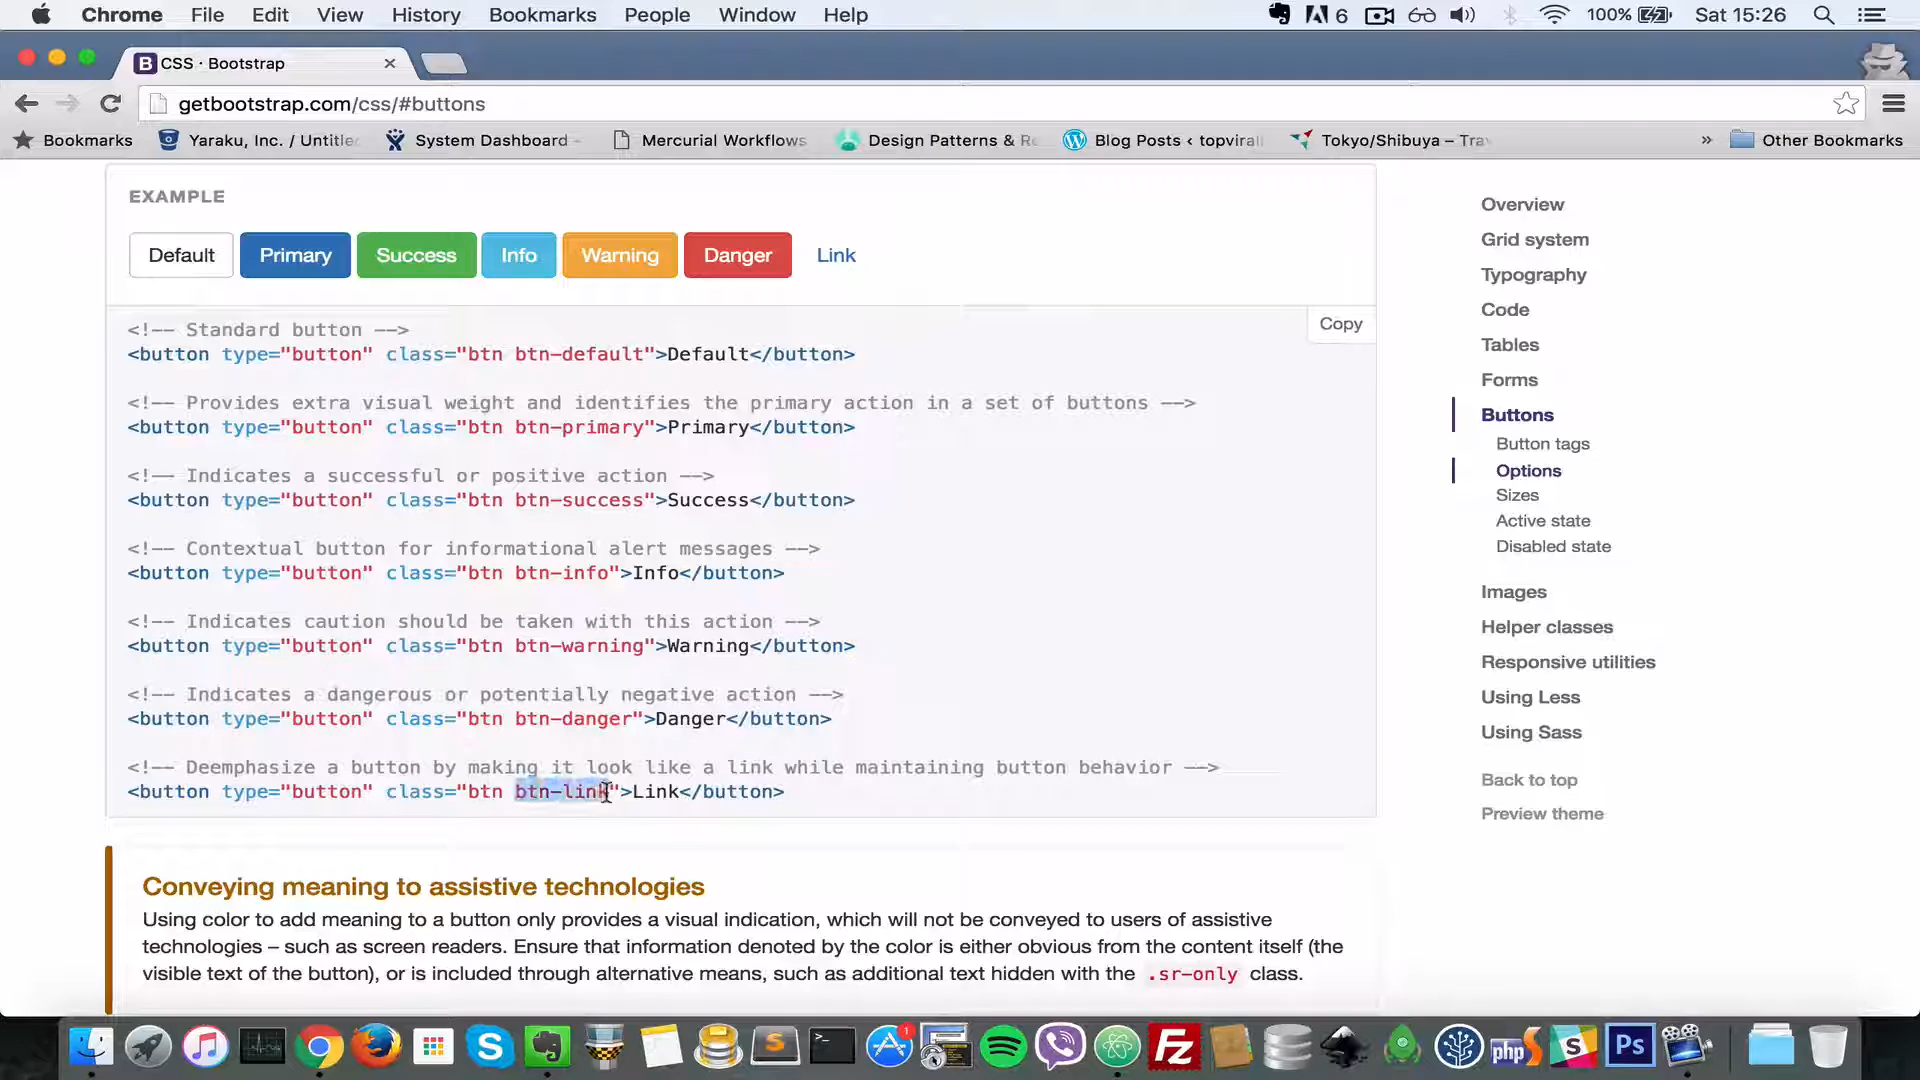 Chrome File Edit View History Bookmarks People Window Help 6 100% Sat 15:26
CSS · Bootstrap
getbootstrap.com/css/#buttons
Bookmarks Yaraku, Inc. / Untitle System Dashboard – Mercurial Workflows Design Patterns & Re Blog Posts ‹ topviral Tokyo/Shibuya – Trav » Other Bookmarks
EXAMPLE
Default Primary Success Info Warning Danger Link
Copy
<!-- Standard button -->
<button type="button" class="btn btn-default">Default</button>
<!-- Provides extra visual weight and identifies the primary action in a set of buttons -->
<button type="button" class="btn btn-primary">Primary</button>
<!-- Indicates a successful or positive action -->
<button type="button" class="btn btn-success">Success</button>
<!-- Contextual button for informational alert messages -->
<button type="button" class="btn btn-info">Info</button>
<!-- Indicates caution should be taken with this action -->
<button type="button" class="btn btn-warning">Warning</button>
<!-- Indicates a dangerous or potentially negative action -->
<button type="button" class="btn btn-danger">Danger</button>
<!-- Deemphasize a button by making it look like a link while maintaining button behavior -->
<button type="button" class="btn btn-link">Link</button>
Conveying meaning to assistive technologies
Using color to add meaning to a button only provides a visual indication, which will not be conveyed to users of assistive
technologies – such as screen readers. Ensure that information denoted by the color is either obvious from the content itself (the
visible text of the button), or is included through alternative means, such as additional text hidden with the .sr-only class.
Overview
Grid system
Typography
Code
Tables
Forms
Buttons
Button tags
Options
Sizes
Active state
Disabled state
Images
Helper classes
Responsive utilities
Using Less
Using Sass
Back to top
Preview theme
1
php
Ps